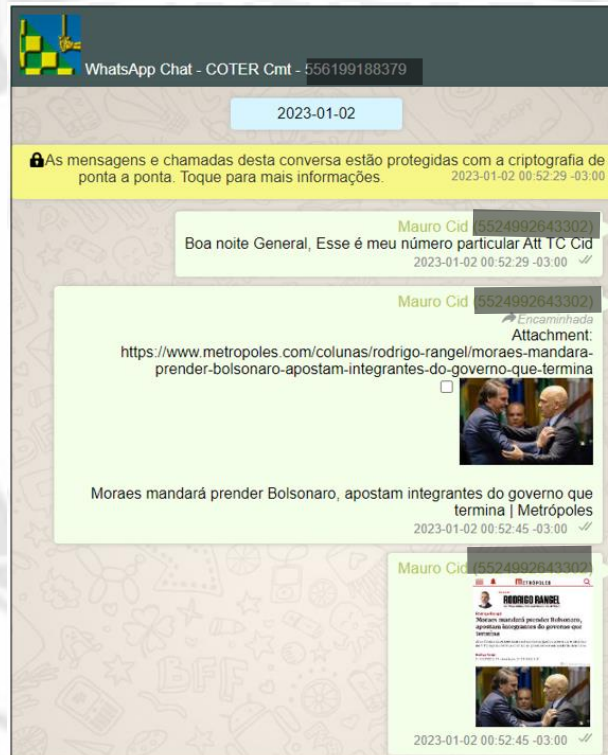 WhatsApp Chat - COTER Cmt -
2023-01-02
As mensagens e chamadas desta conversa estão protegidas com a criptografia de
ponta a ponta. Toque para mais informações. 2023-01-02 00:52:29 -03:00
Mauro Cid
Boa noite General, Esse é meu número particular Att TC Cid
2023-01-02 00:52:29 -03:00
Mauro Cid
Encaminhada
Attachment:
https://www.metropoles.com/colunas/rodrigo-rangel/moraes-mandara-
prender-bolsonaro-apostam-integrantes-do-governo-que-termina
Moraes mandará prender Bolsonaro, apostam integrantes do governo que
termina | Metrópoles
2023-01-02 00:52:45 -03:00
Mauro Cid
METRÓPOLES
RODRIGO RANGEL
Moraes mandará prender Bolsonaro,
apostam integrantes do governo que
termina
2023-01-02 00:52:45 -03:00